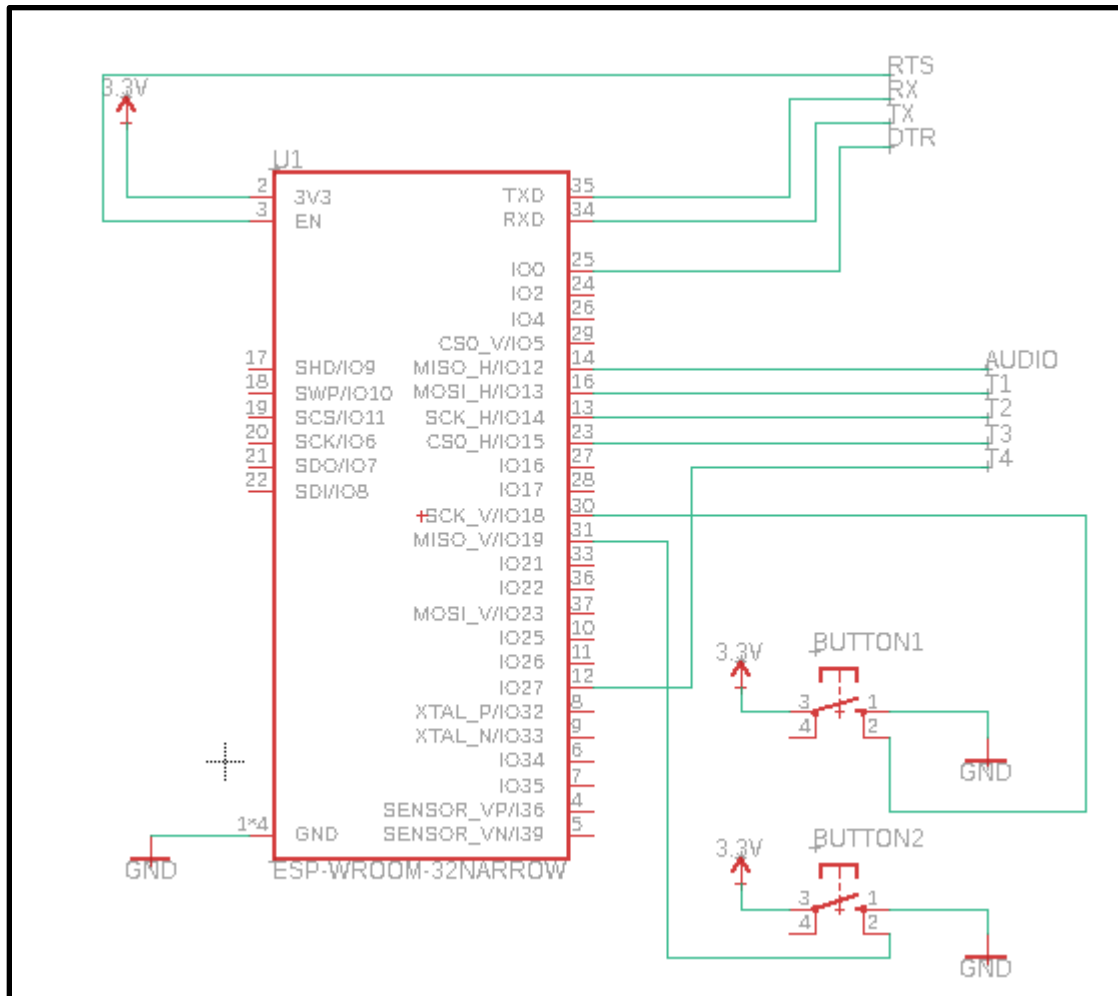 RTS
3.3V
RX
TX
DTR
U1
2 3V3 TXD 35
3 EN RXD 34
IO0 25
IO2 24
IO4 26
CS0_V/IO5 29
17 SHD/IO9 MISO_H/IO12 14 AUDIO
18 SWP/IO10 MOSI_H/IO13 16 T1
19 SCS/IO11 SCK_H/IO14 13 T2
20 SCK/IO6 CS0_H/IO15 23 T3
21 SDO/IO7 IO16 27 T4
22 SDI/IO8 IO17 28
SCK_V/IO18 30
MISO_V/IO19 31
IO21 33
IO22 36
MOSI_V/IO23 37
IO25 10
IO26 11
IO27 12
XTAL_P/IO32 8
XTAL_N/IO33 9
IO34 6
IO35 7
SENSOR_VP/I36 4
1*4 GND SENSOR_VN/I39 5
GND
ESP-WROOM-32NARROW
BUTTON1
3.3V
3 1
4 2
GND
BUTTON2
3.3V
3 1
4 2
GND